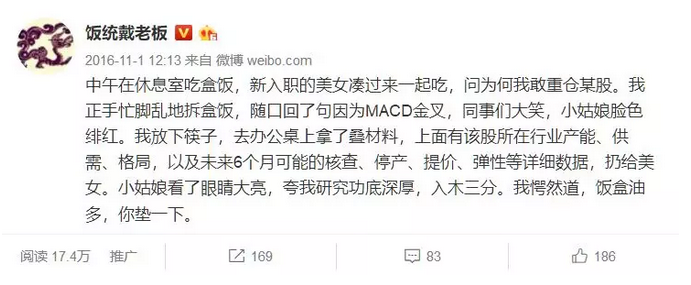 饭统戴老板
2016-11-1 12:13 来自 微博 weibo.com
中午在休息室吃盒饭，新入职的美女凑过来一起吃，问为何我敢重仓某股。我
正手忙脚乱地拆盒饭，随口回了句因为MACD金叉，同事们大笑，小姑娘脸色
绯红。我放下筷子，去办公桌上拿了叠材料，上面有该股所在行业产能、供
需、格局，以及未来6个月可能的核查、停产、提价、弹性等详细数据，扔给美
女。小姑娘看了眼睛大亮，夸我研究功底深厚，入木三分。我愕然道，饭盒油
多，你垫一下。
阅读 17.4万 推广 169 83 186